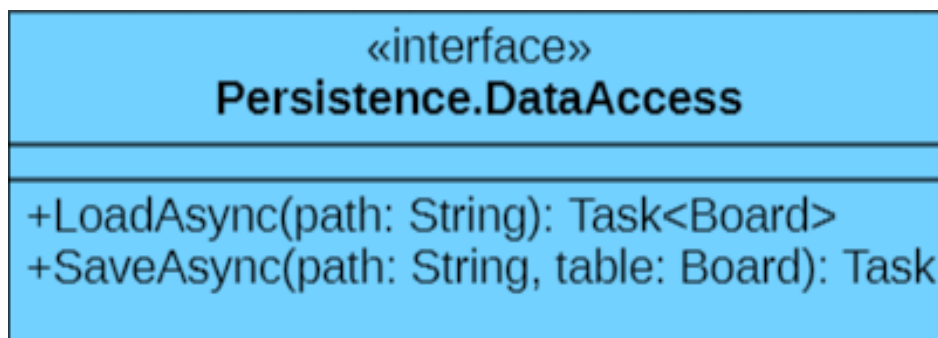 «interface»
Persistence.DataAccess
+LoadAsync(path: String): Task<Board>
+SaveAsync(path: String, table: Board): Task